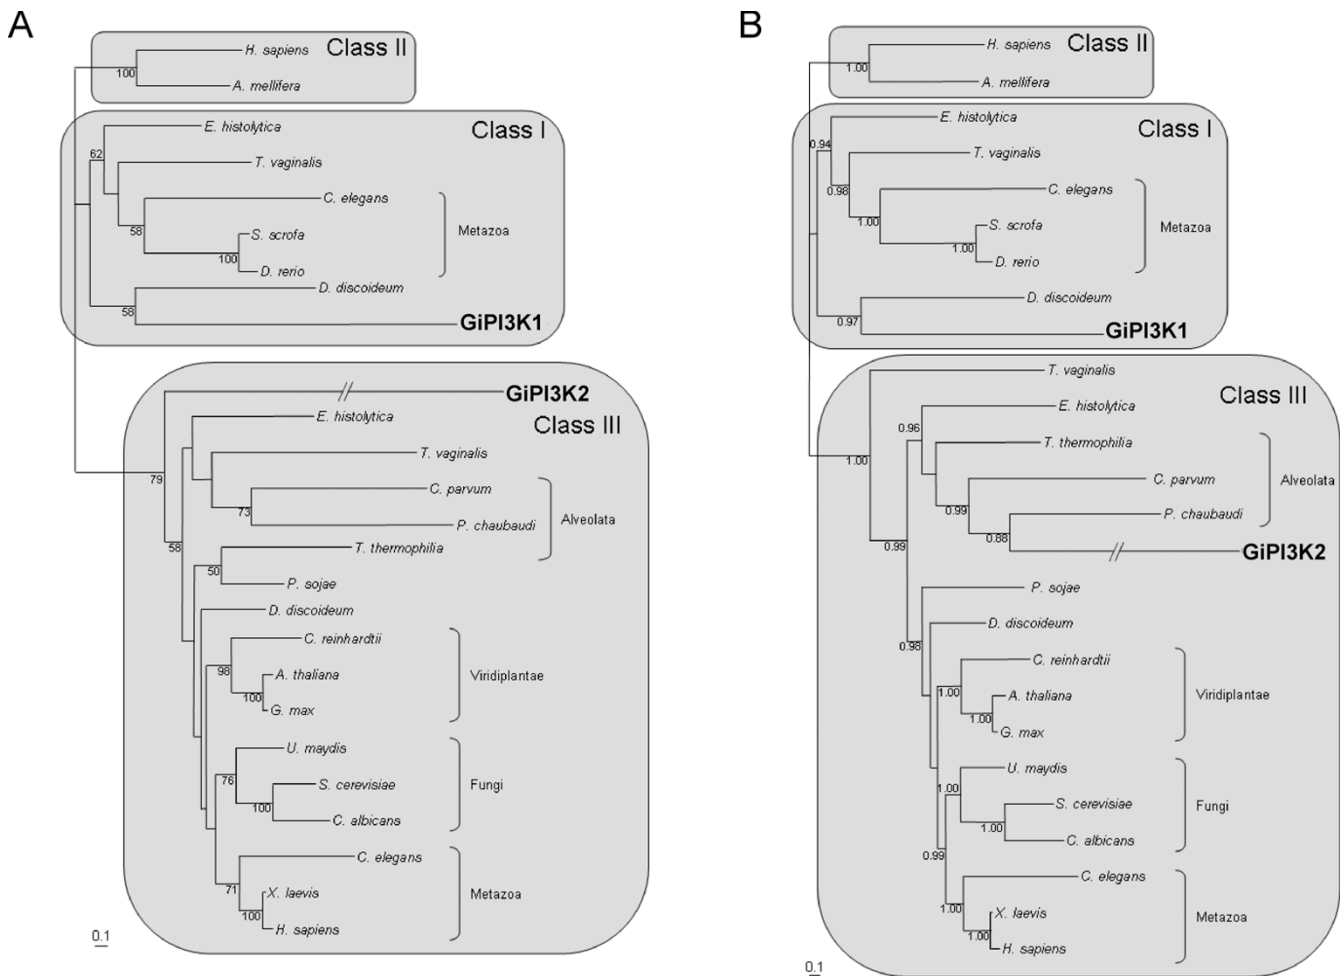 A
Class II
H. sapiens
100
A. mellifera
Class I
E. histolytica
62
T. vaginalis
C. elegans
58
Metazoa
S. scrofa
100
D. rerio
D. discoideum
58
GiPI3K1
GiPI3K2
Class III
E. histolytica
T. vaginalis
79
C. parvum
73
Alveolata
P. chaubaudi
58
T. thermophilia
50
P. sojae
D. discoideum
C. reinhardtii
98
A. thaliana
Viridiplantae
100
G. max
U. maydis
76
S. cerevisiae
Fungi
100
C. albicans
C. elegans
71
X. laevis
Metazoa
100
H. sapiens
0.1
B
Class II
H. sapiens
1.00
A. mellifera
Class I
E. histolytica
0.94
T. vaginalis
0.98
C. elegans
1.00
S. scrofa
Metazoa
1.00
D. rerio
D. discoideum
0.97
GiPI3K1
T. vaginalis
Class III
E. histolytica
0.96
T. thermophilia
1.00
C. parvum
Alveolata
0.99
P. chaubaudi
0.88
0.99
GiPI3K2
P. sojae
D. discoideum
0.98
C. reinhardtii
1.00
A. thaliana
Viridiplantae
1.00
G. max
U. maydis
1.00
S. cerevisiae
Fungi
1.00
C. albicans
0.99
C. elegans
1.00
X. laevis
Metazoa
1.00
H. sapiens
0.1